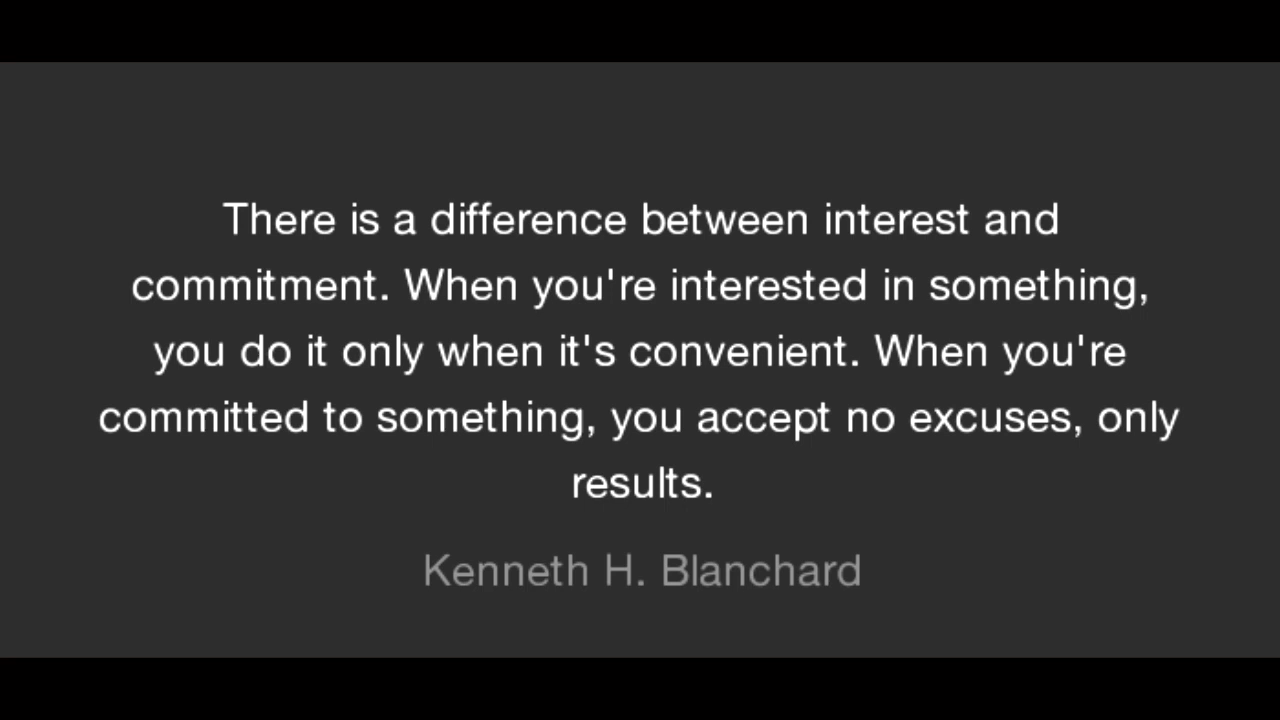 There is a difference between interest and
commitment. When you're interested in something,
you do it only when it's convenient. When you're
committed to something, you accept no excuses, only
results.
Kenneth H. Blanchard